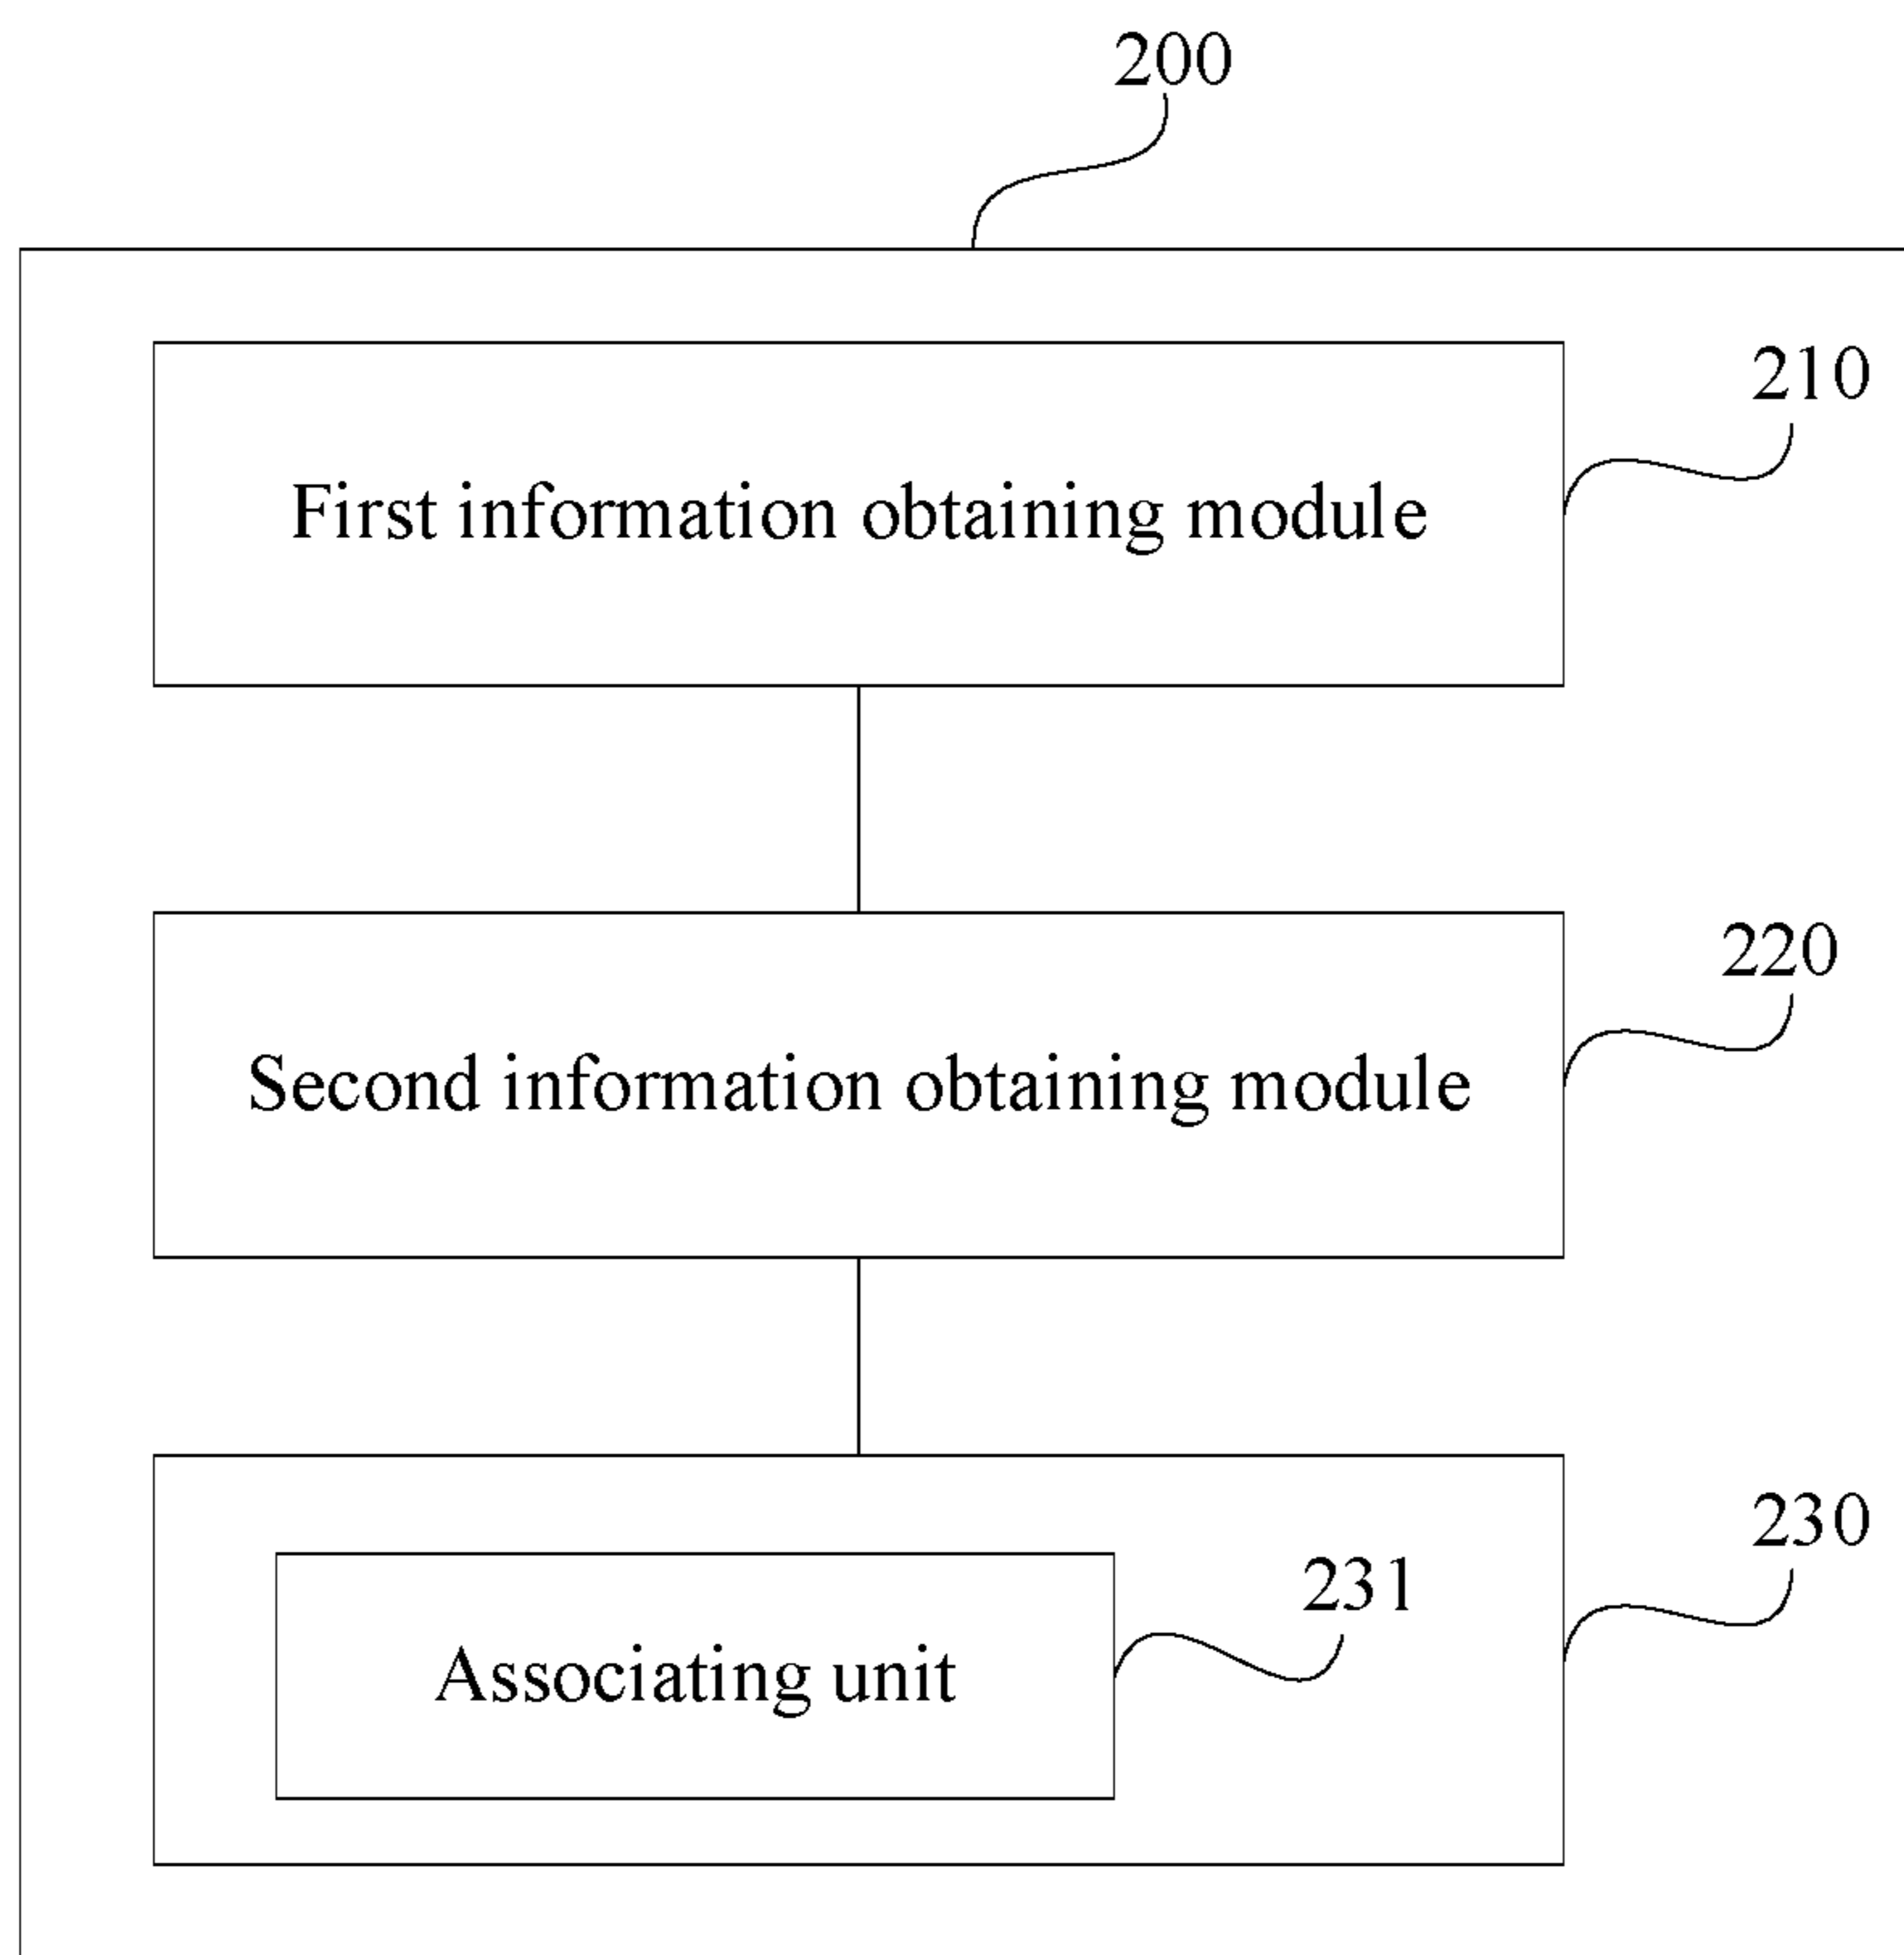 200
210
First information obtaining module
220
Second information obtaining module
230
231
Associating unit